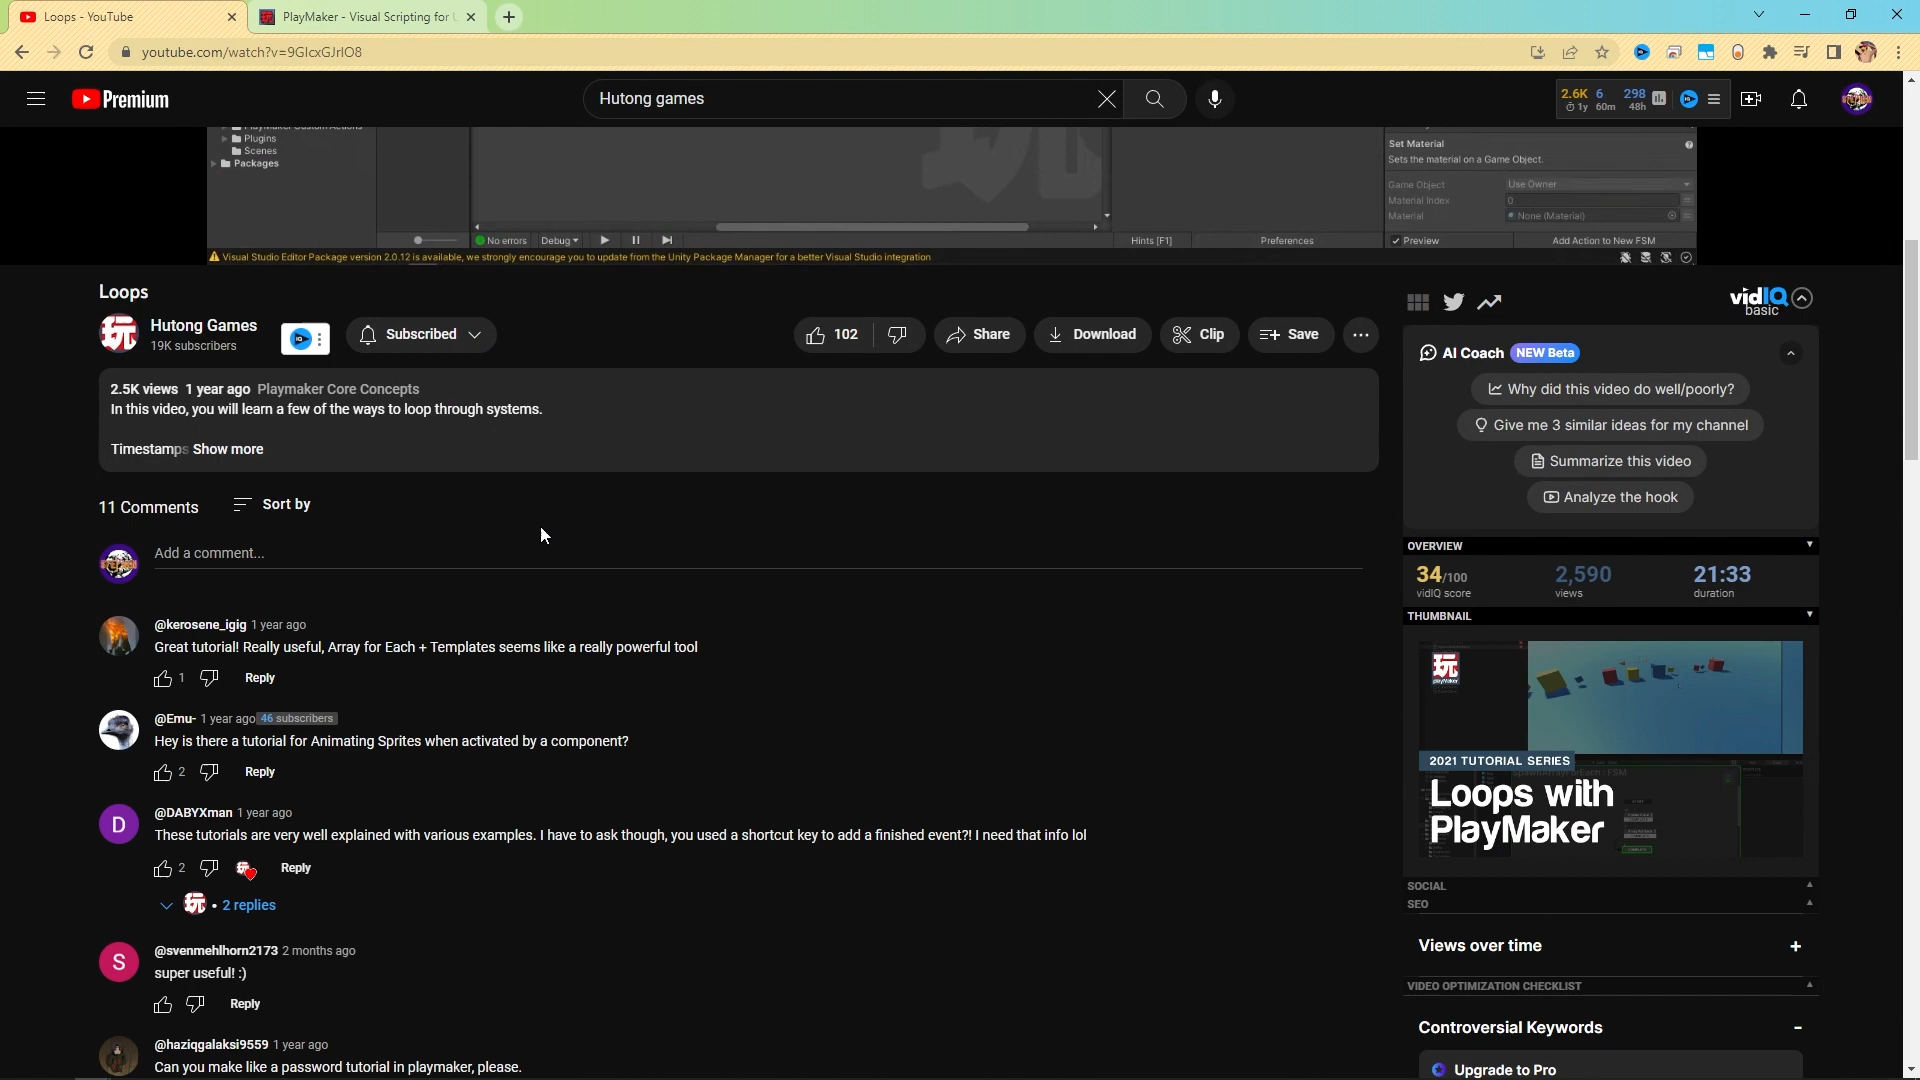 Loops - YouTube
PlayMaker - Visual Scripting for U
youtube.com/watch?v=9GIcxGJrIO8
Premium
Hutong games
2.6K 6 298
1y 60m 48h
Plugins
Scenes
Packages
玩
No errors Debug
Hints [F1] Preferences
Set Material
Sets the material on a Game Object.
Game Object Use Owner
Material Index 0
Material None (Material)
Preview Add Action to New FSM
Visual Studio Editor Package version 2.0.12 is available, we strongly encourage you to update from the Unity Package Manager for a better Visual Studio integration
Loops
玩
Hutong Games
19K subscribers
Subscribed
102
Share
Download
Clip
Save
2.5K views 1 year ago Playmaker Core Concepts
In this video, you will learn a few of the ways to loop through systems.
Timestamps Show more
11 Comments
Sort by
Add a comment...
@kerosene_igig 1 year ago
Great tutorial! Really useful, Array for Each + Templates seems like a really powerful tool
1 Reply
@Emu- 1 year ago 46 subscribers
Hey is there a tutorial for Animating Sprites when activated by a component?
2 Reply
D
@DABYXman 1 year ago
These tutorials are very well explained with various examples. I have to ask though, you used a shortcut key to add a finished event?! I need that info lol
2 Reply
玩 • 2 replies
S
@svenmehlhorn2173 2 months ago
super useful! :)
Reply
@haziqgalaksi9559 1 year ago
Can you make like a password tutorial in playmaker, please.
vidIQ
basic
AI Coach NEW Beta
Why did this video do well/poorly?
Give me 3 similar ideas for my channel
Summarize this video
Analyze the hook
OVERVIEW
34/100 2,590 21:33
vidIQ score views duration
THUMBNAIL
玩
playMaker
2021 TUTORIAL SERIES
Loops with
PlayMaker
SOCIAL
SEO
Views over time +
VIDEO OPTIMIZATION CHECKLIST
Controversial Keywords -
Upgrade to Pro